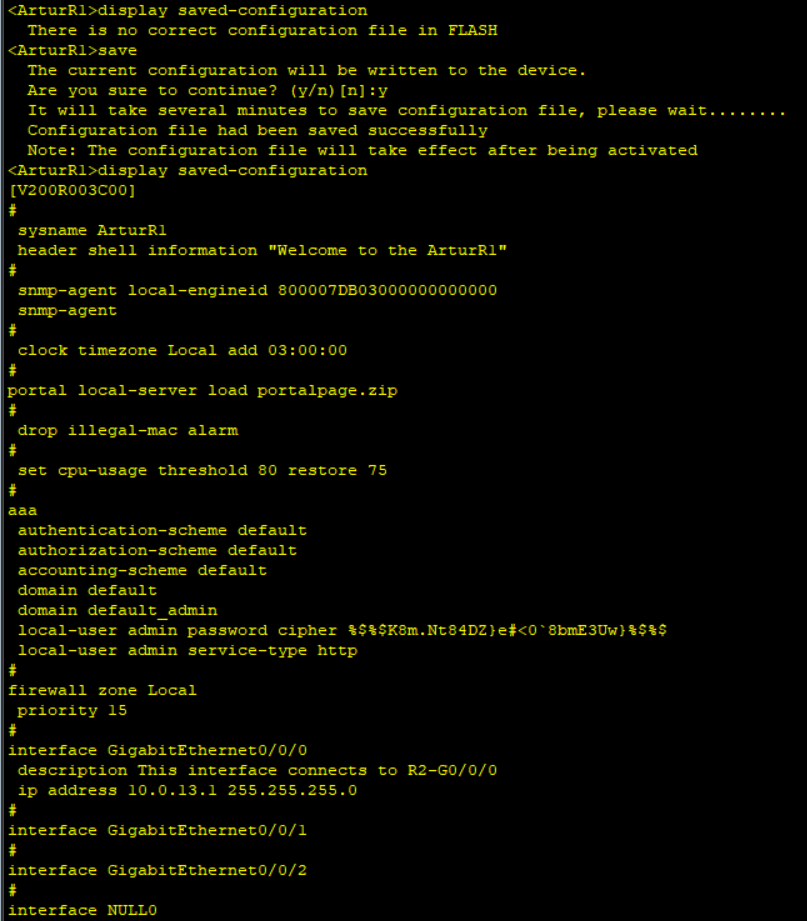 <ArturR1>display saved-configuration
  There is no correct configuration file in FLASH
<ArturR1>save
  The current configuration will be written to the device.
  Are you sure to continue? (y/n)[n]:y
  It will take several minutes to save configuration file, please wait........
  Configuration file had been saved successfully
  Note: The configuration file will take effect after being activated
<ArturR1>display saved-configuration
[V200R003C00]
#
 sysname ArturR1
 header shell information "Welcome to the ArturR1"
#
 snmp-agent local-engineid 800007DB03000000000000
 snmp-agent
#
 clock timezone Local add 03:00:00
#
portal local-server load portalpage.zip
#
 drop illegal-mac alarm
#
 set cpu-usage threshold 80 restore 75
#
aaa
 authentication-scheme default
 authorization-scheme default
 accounting-scheme default
 domain default
 domain default_admin
 local-user admin password cipher %$%$K8m.Nt84DZ}e#<0`8bmE3Uw}%$%$
 local-user admin service-type http
#
firewall zone Local
 priority 15
#
interface GigabitEthernet0/0/0
 description This interface connects to R2-G0/0/0
 ip address 10.0.13.1 255.255.255.0
#
interface GigabitEthernet0/0/1
#
interface GigabitEthernet0/0/2
#
interface NULL0